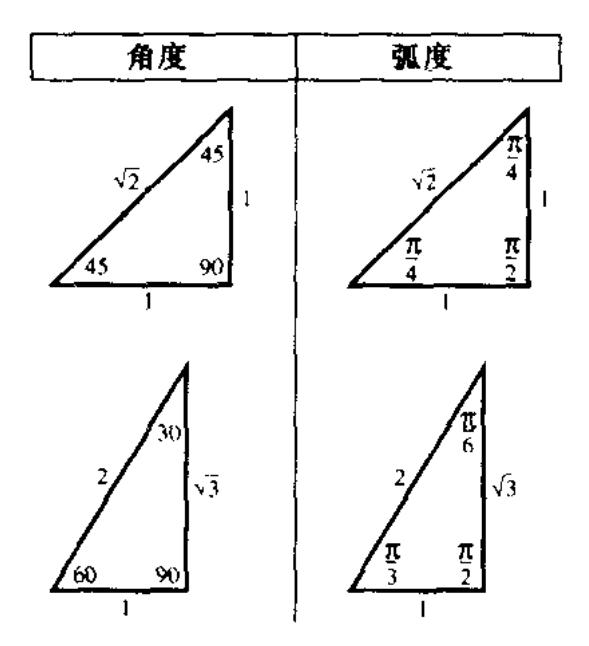 角度 弧度
45 π/4
√2 1 √2 1
45 90 π/4 π/2
1 1
30 π/6
2 √3 2 √3
60 90 π/3 π/2
1 1